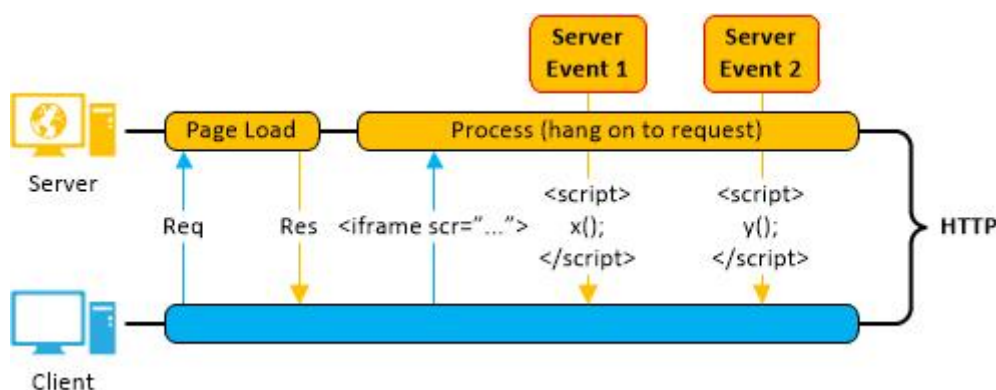 Server
Event 1
Server
Event 2
Page Load
Process (hang on to request)
Server
Req
Res
<iframe scr="...">
<script>
x();
</script>
<script>
y();
</script>
HTTP
Client